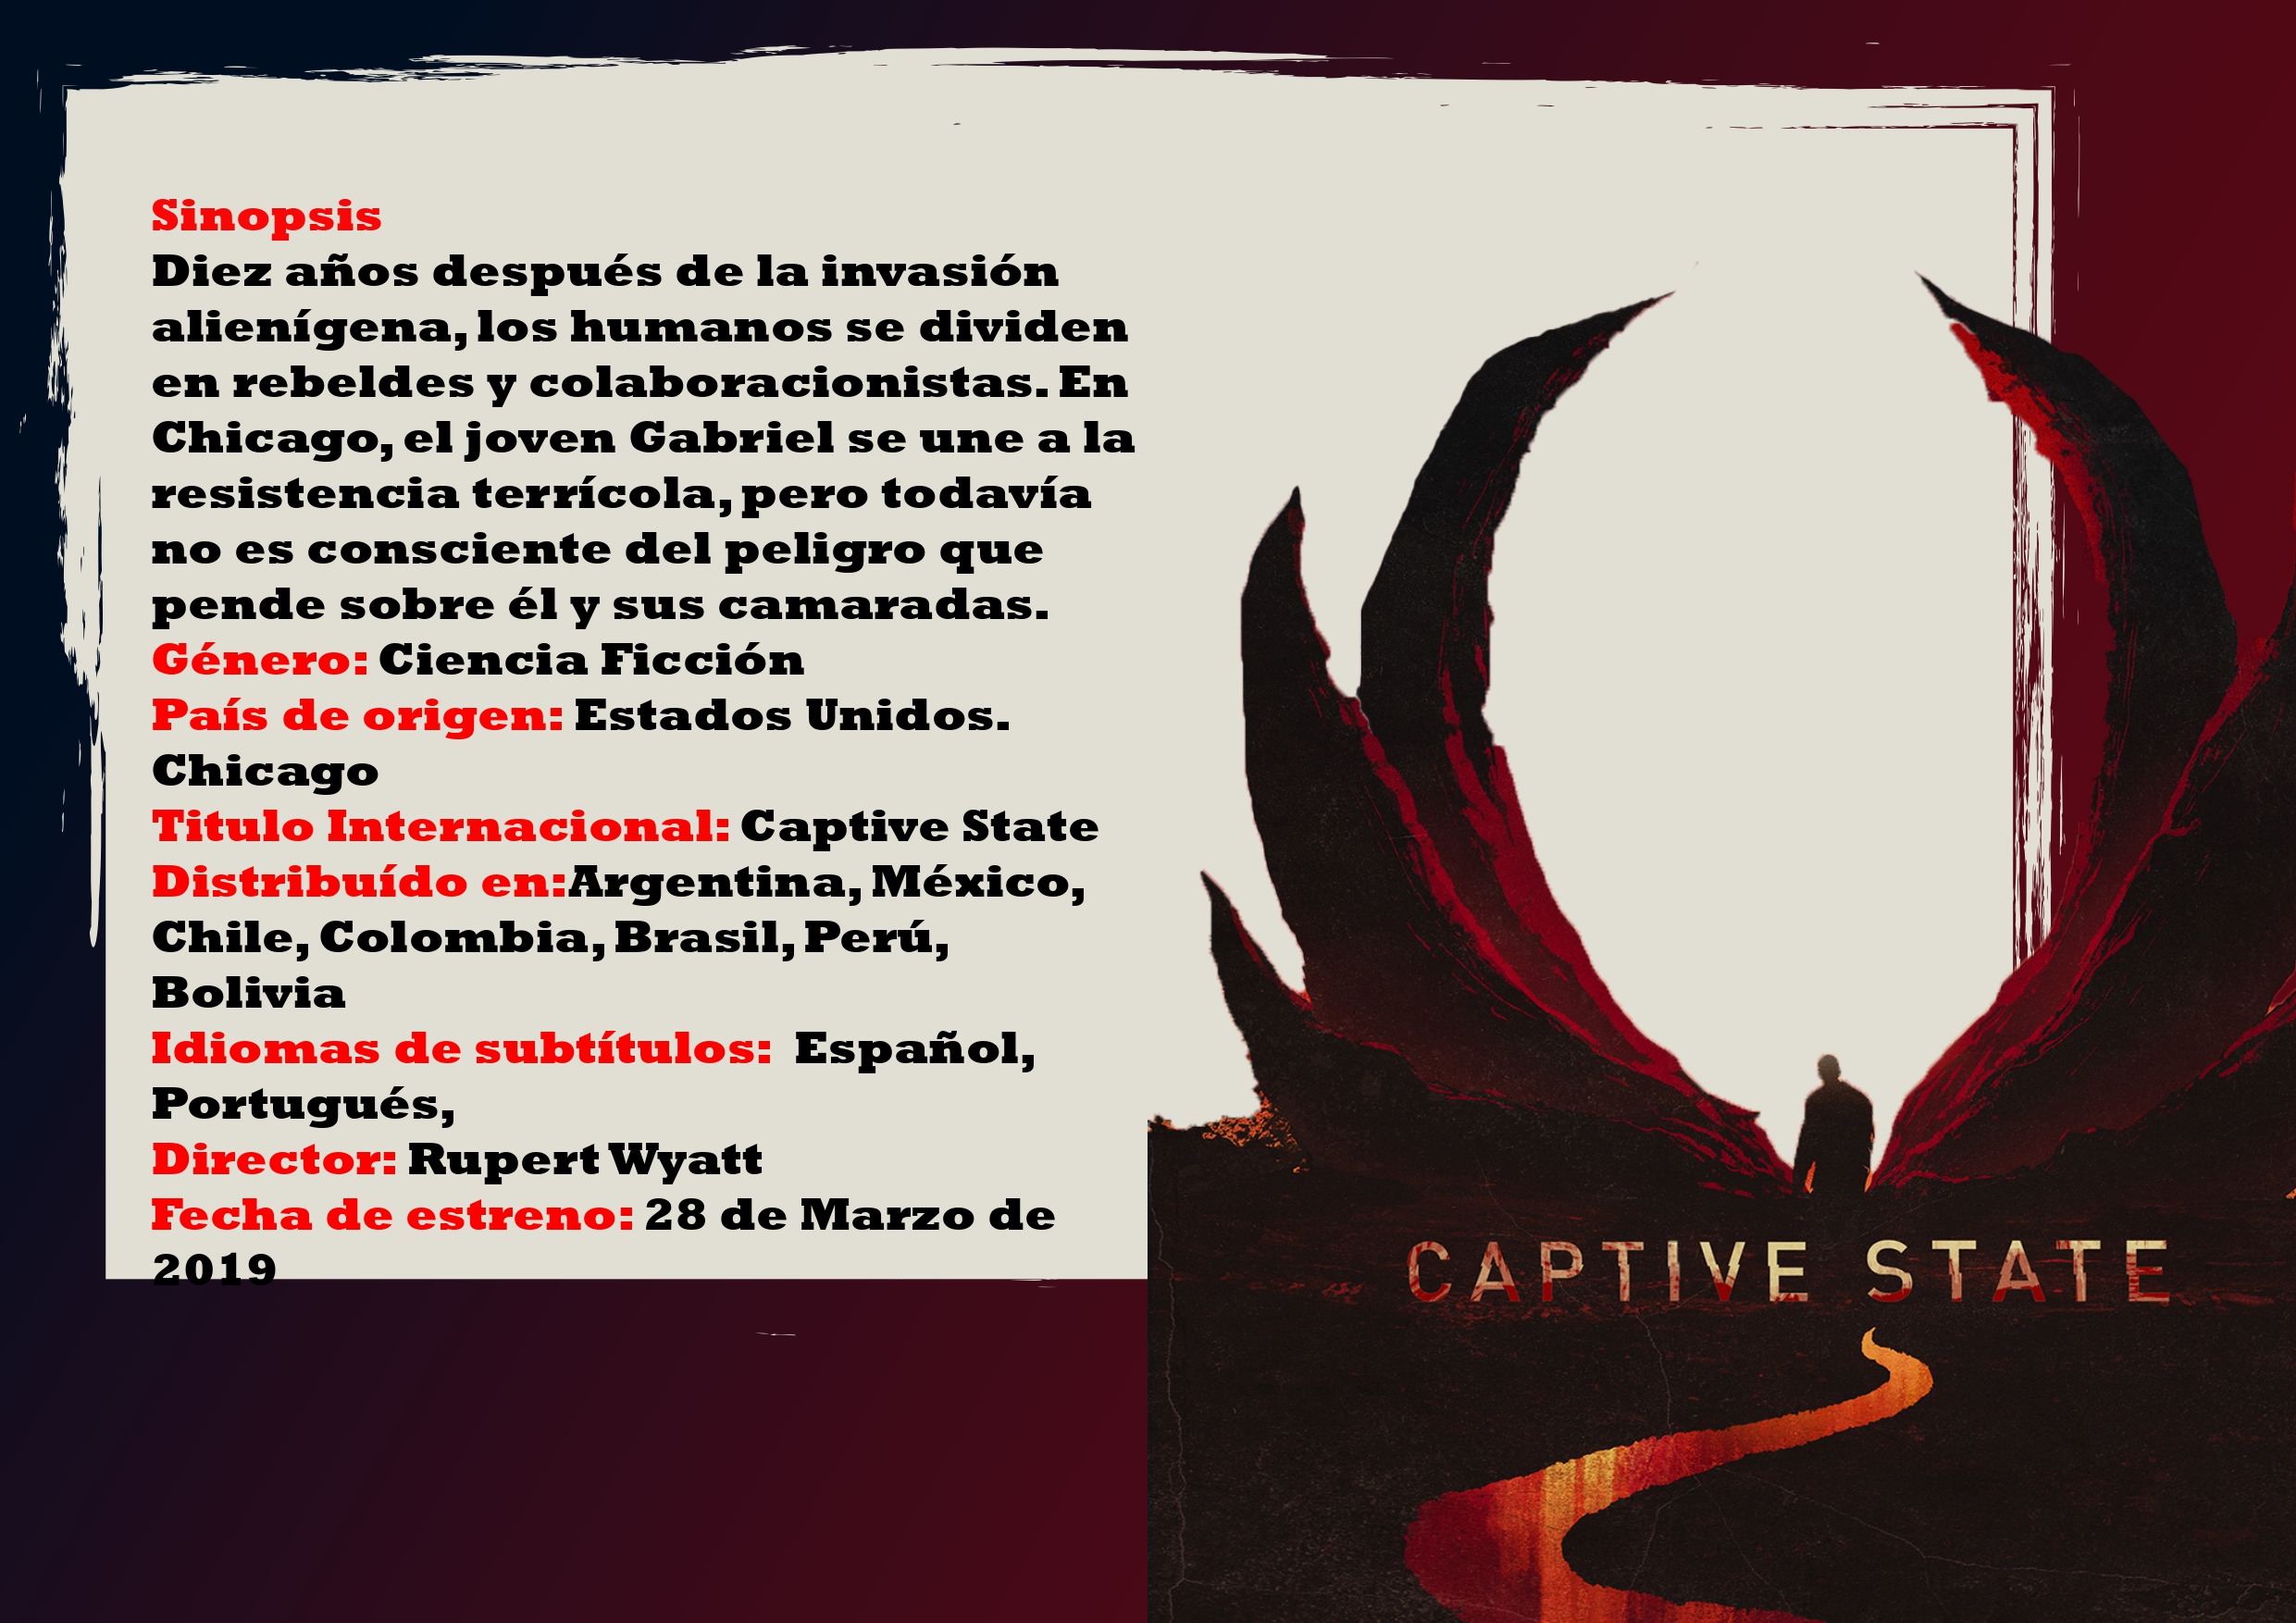 Sinopsis
Diez años después de la invasión
alienígena, los humanos se dividen
en rebeldes y colaboracionistas. En
Chicago, el joven Gabriel se une a la
resistencia terrícola, pero todavía
no es consciente del peligro que
pende sobre él y sus camaradas.
Género: Ciencia Ficción
País de origen: Estados Unidos.
Chicago
Titulo Internacional: Captive State
Distribuído en:Argentina, México,
Chile, Colombia, Brasil, Perú,
Bolivia
Idiomas de subtítulos:  Español,
Portugués,
Director: Rupert Wyatt
Fecha de estreno: 28 de Marzo de
2019
CAPTIVE STATE